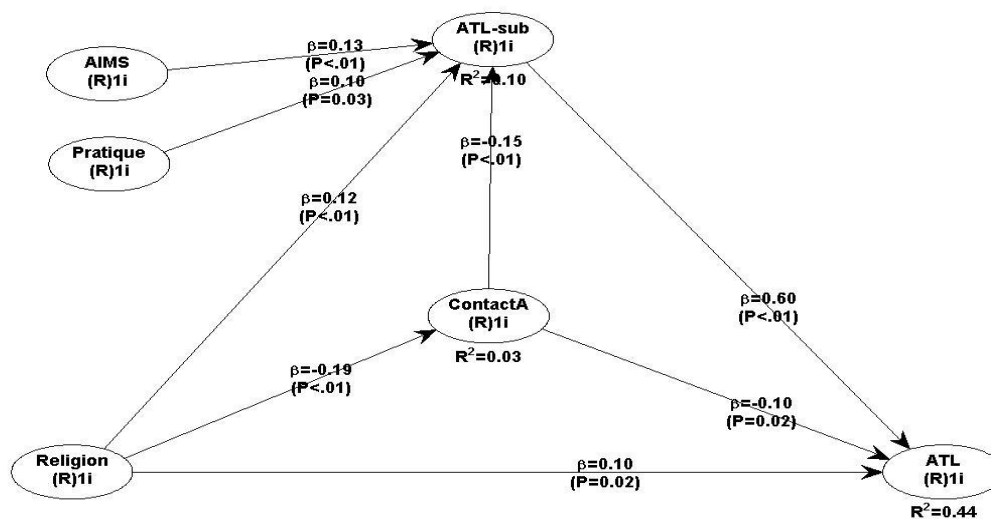 ATL-sub
(R)1i
R²=0.10
AIMS
(R)1i
β=0.13
(P<.01)
β=0.10
(P=0.03)
Pratique
(R)1i
β=-0.15
(P<.01)
β=0.12
(P<.01)
ContactA
(R)1i
R²=0.03
β=0.60
(P<.01)
β=-0.19
(P<.01)
β=-0.10
(P=0.02)
Religion
(R)1i
β=0.10
(P=0.02)
ATL
(R)1i
R²=0.44